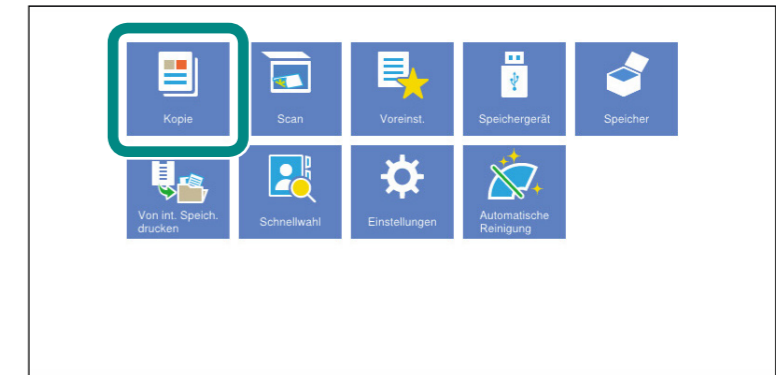 Kopie
Scan
Voreinst.
Speichergerät
Speicher
Von int. Speich.
drucken
Schnellwahl
Einstellungen
Automatische
Reinigung